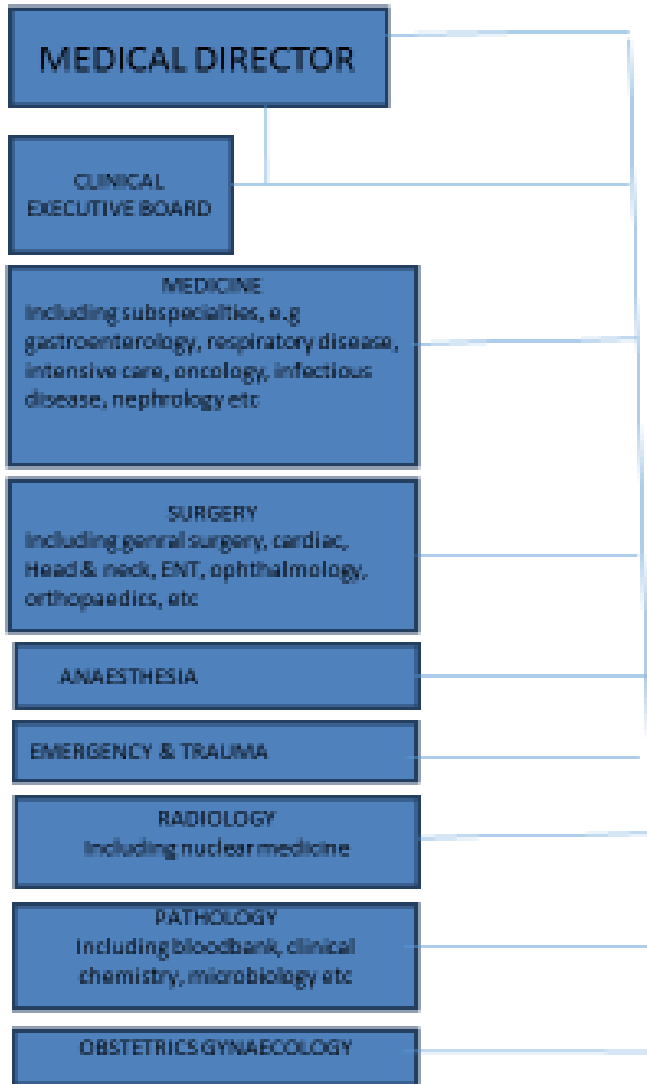 MEDICAL DIRECTOR
CLINICAL
EXECUTIVE BOARD
MEDICINE
Including subspecialties, e.g
gastroenterology, respiratory disease,
intensive care, oncology, infectious
disease, nephrology etc
SURGERY
Including genral surgery, cardiac,
Head & neck, ENT, ophthalmology,
orthopaedics, etc
ANAESTHESIA
EMERGENCY & TRAUMA
RADIOLOGY
Including nuclear medicine
PATHOLOGY
Including bloodbank, clinical
chemistry, microbiology etc
OBSTETRICS GYNAECOLOGY